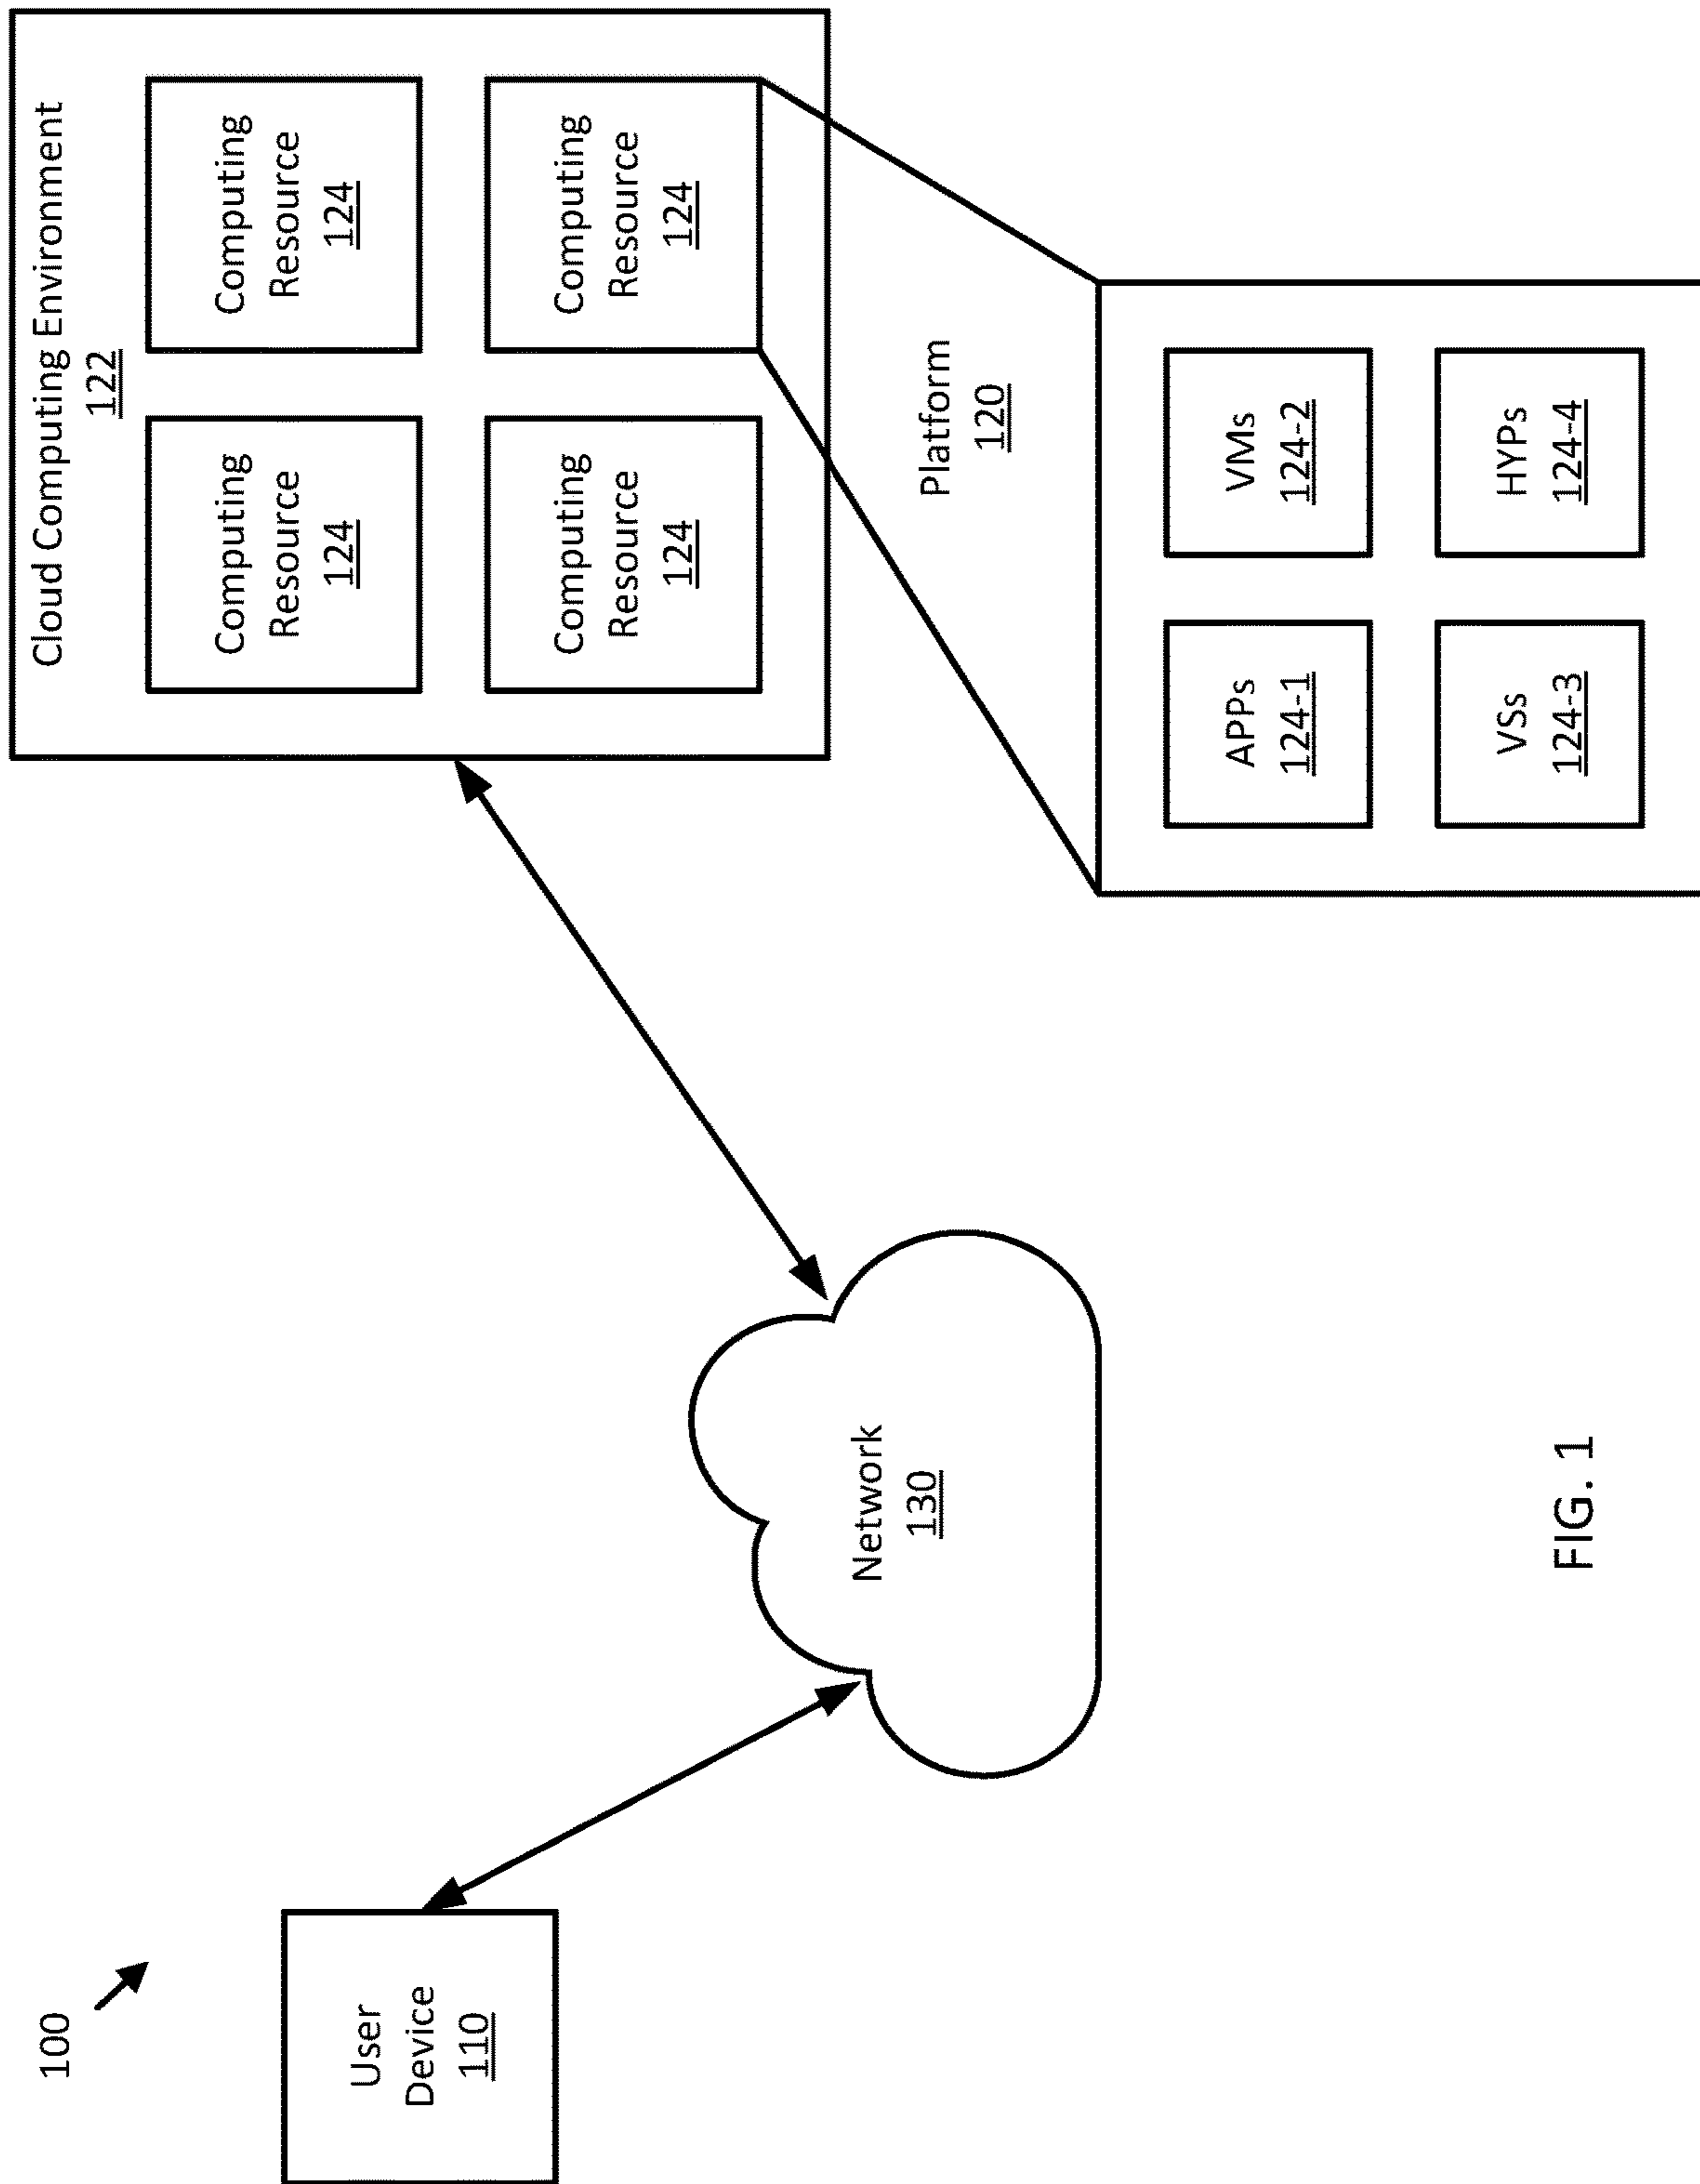 100
User
Device
110
Network
130
Cloud Computing Environment
122
Computing
Resource
124
Computing
Resource
124
Computing
Resource
124
Computing
Resource
124
Platform
120
APPs
124-1
VMs
124-2
VSs
124-3
HYPs
124-4
FIG. 1